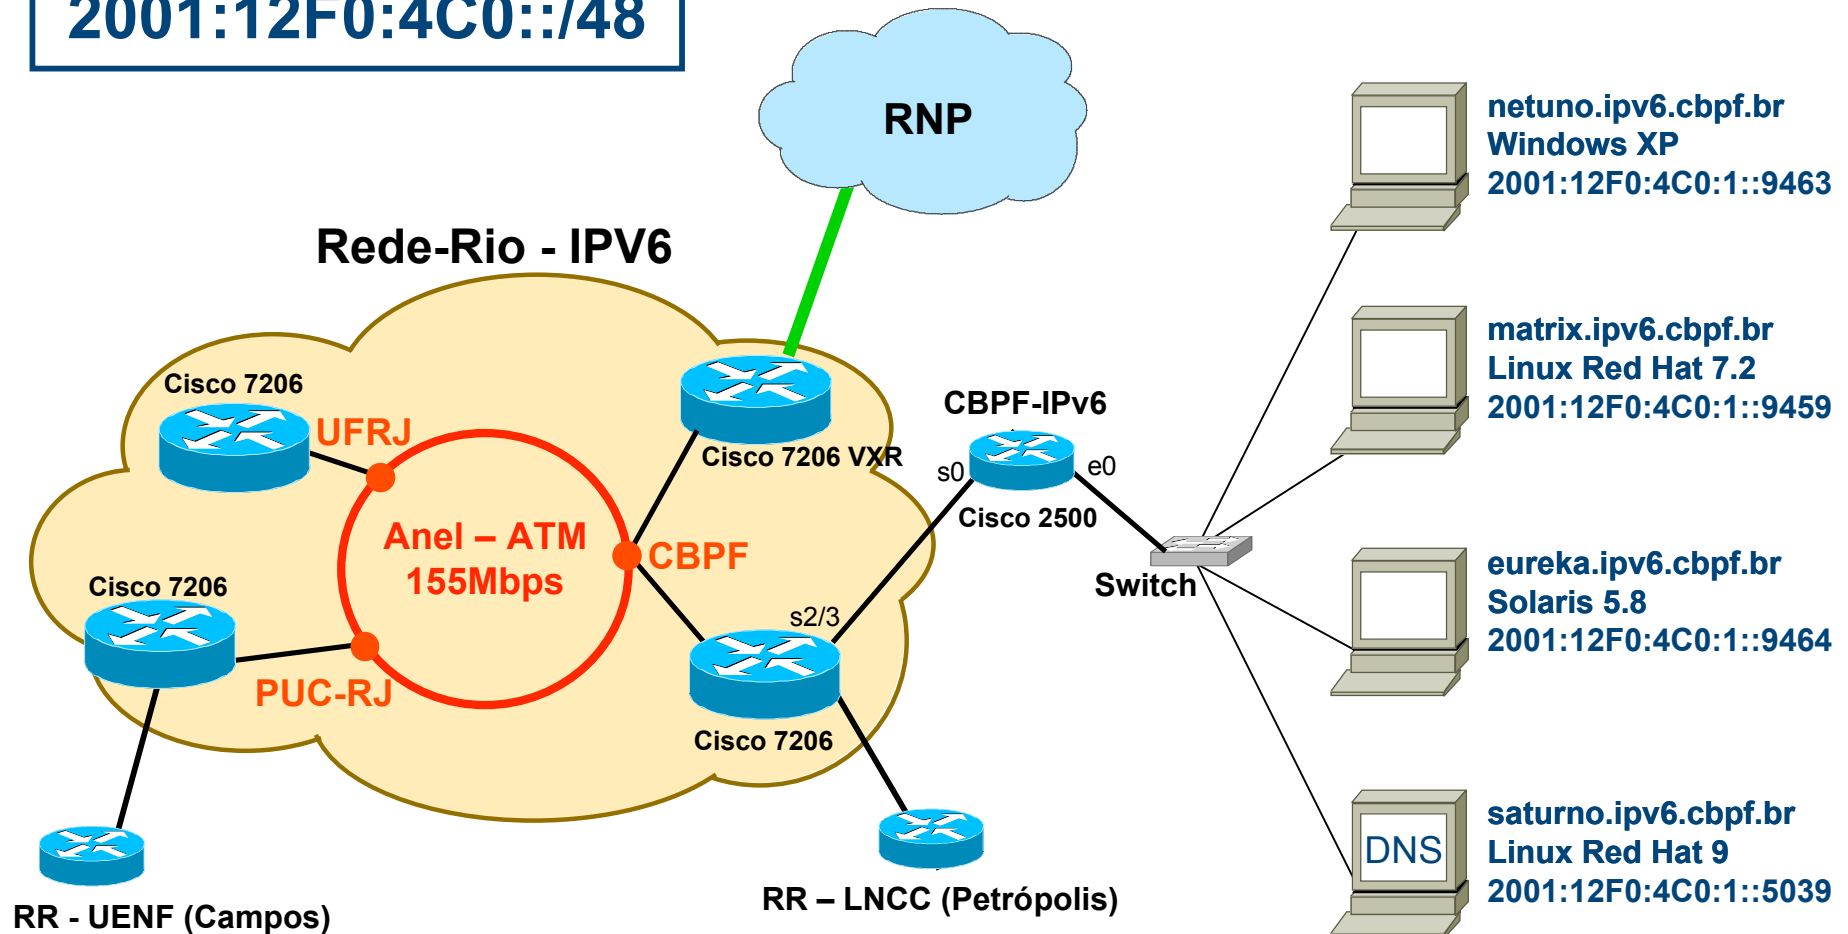 2001:12F0:4C0::/48
RNP
Rede-Rio - IPV6
Cisco 7206
UFRJ
Cisco 7206 VXR
Anel – ATM
155Mbps
CBPF
Cisco 7206
PUC-RJ
s2/3
Cisco 7206
RR - UENF (Campos)
RR – LNCC (Petrópolis)
CBPF-IPv6
s0
e0
Cisco 2500
Switch
netuno.ipv6.cbpf.br
Windows XP
2001:12F0:4C0:1::9463
matrix.ipv6.cbpf.br
Linux Red Hat 7.2
2001:12F0:4C0:1::9459
eureka.ipv6.cbpf.br
Solaris 5.8
2001:12F0:4C0:1::9464
DNS
saturno.ipv6.cbpf.br
Linux Red Hat 9
2001:12F0:4C0:1::5039